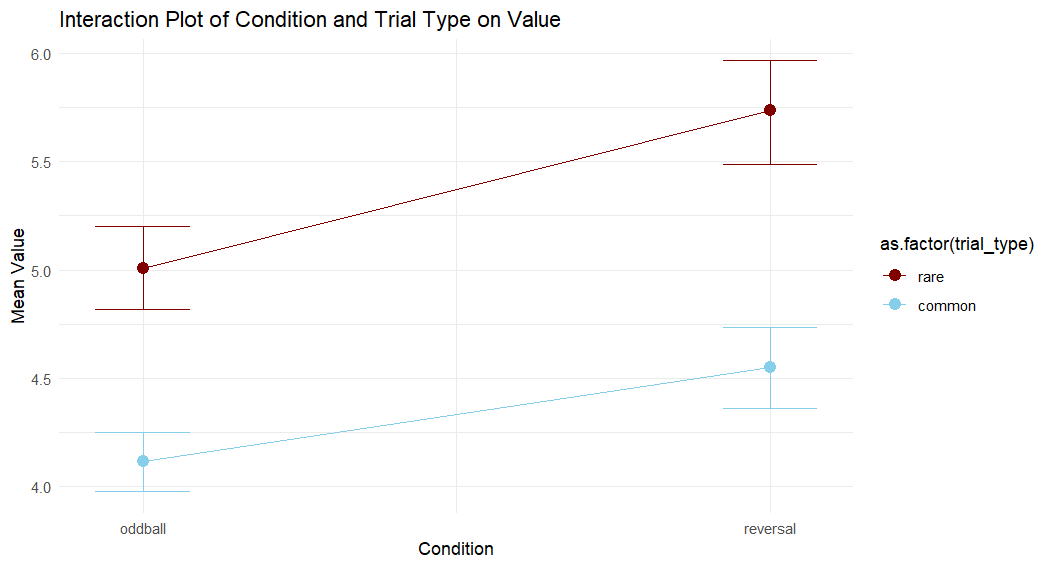 Interaction Plot of Condition and Trial Type on Value
6.0
5.5
5.0
4.5
4.0
Mean Value
oddball
reversal
Condition
as.factor(trial_type)
rare
common